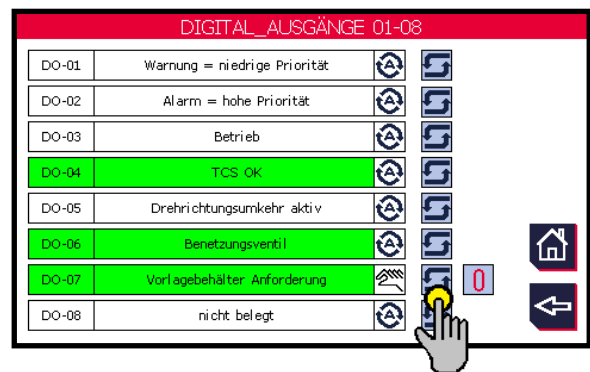 DIGITAL_AUSGÄNGE 01-08
DO-01 Warnung = niedrige Priorität A
DO-02 Alarm = hohe Priorität A
DO-03 Betrieb A
DO-04 TCS OK A
DO-05 Drehrichtungsumkehr aktiv A
DO-06 Benetzungsventil A
DO-07 Vorlagebehälter Anforderung 0
DO-08 nicht belegt A